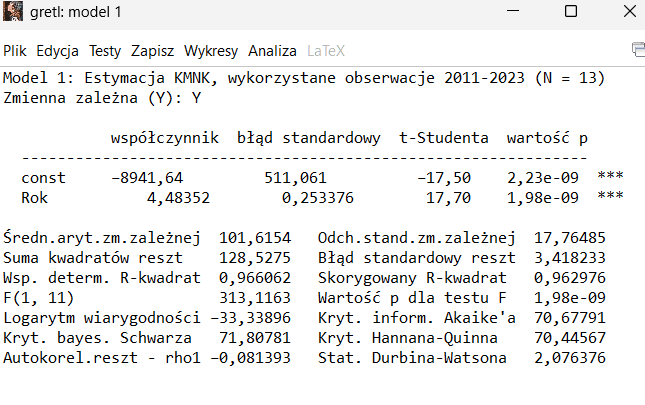 gretl: model 1
Plik Edycja Testy Zapisz Wykresy Analiza LaTeX
Model 1: Estymacja KMNK, wykorzystane obserwacje 2011-2023 (N = 13)
Zmienna zależna (Y): Y
współczynnik błąd standardowy t-Studenta wartość p
---------------------------------------------------------------
const −8941,64 511,061 −17,50 2,23e-09 ***
Rok 4,48352 0,253376 17,70 1,98e-09 ***
Średn.aryt.zm.zależnej 101,6154 Odch.stand.zm.zależnej 17,76485
Suma kwadratów reszt 128,5275 Błąd standardowy reszt 3,418233
Wsp. determ. R-kwadrat 0,966062 Skorygowany R-kwadrat 0,962976
F(1, 11) 313,1163 Wartość p dla testu F 1,98e-09
Logarytm wiarygodności −33,33896 Kryt. inform. Akaike'a 70,67791
Kryt. bayes. Schwarza 71,80781 Kryt. Hannana-Quinna 70,44567
Autokorel.reszt - rho1 −0,081393 Stat. Durbina-Watsona 2,076376